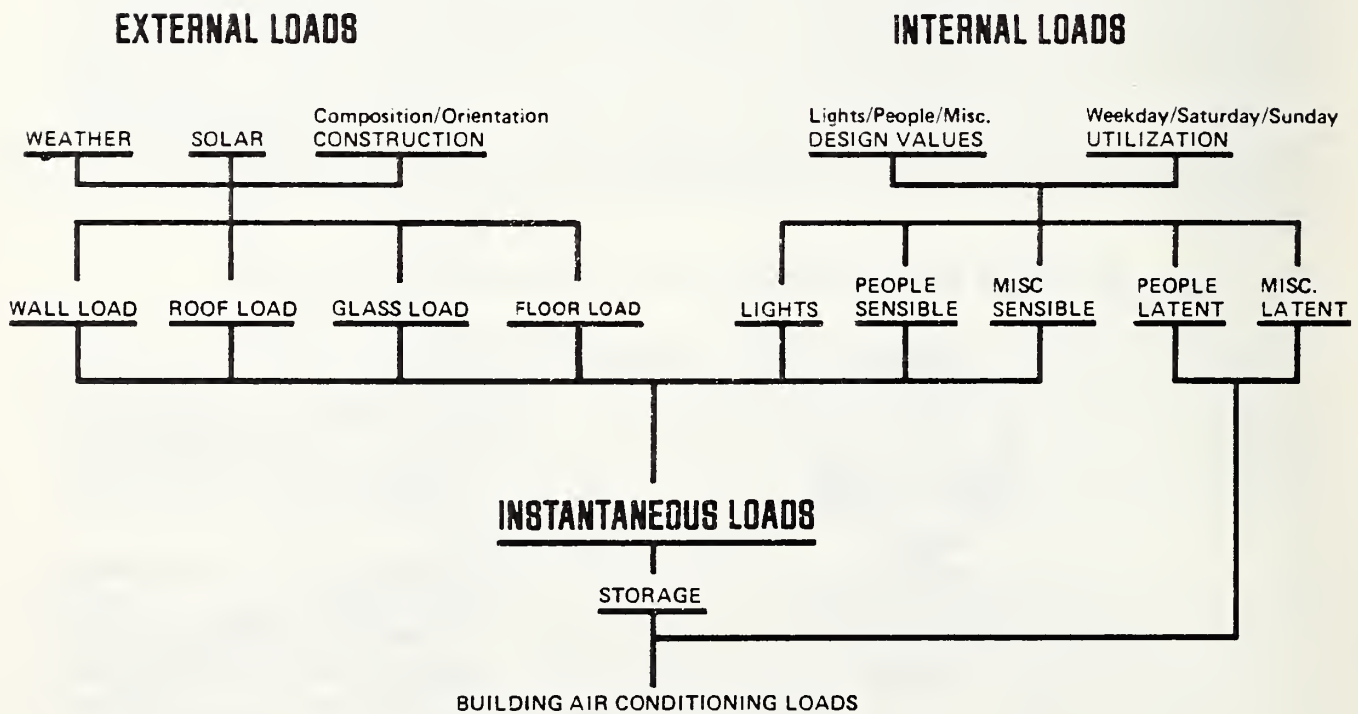 EXTERNAL LOADS
INTERNAL LOADS
Composition/Orientation
Lights/People/Misc.
Weekday/Saturday/Sunday
WEATHER
SOLAR
CONSTRUCTION
DESIGN VALUES
UTILIZATION
WALL LOAD
ROOF LOAD
GLASS LOAD
FLOOR LOAD
LIGHTS
PEOPLE
SENSIBLE
MISC
SENSIBLE
PEOPLE
LATENT
MISC.
LATENT
INSTANTANEOUS LOADS
STORAGE
BUILDING AIR CONDITIONING LOADS